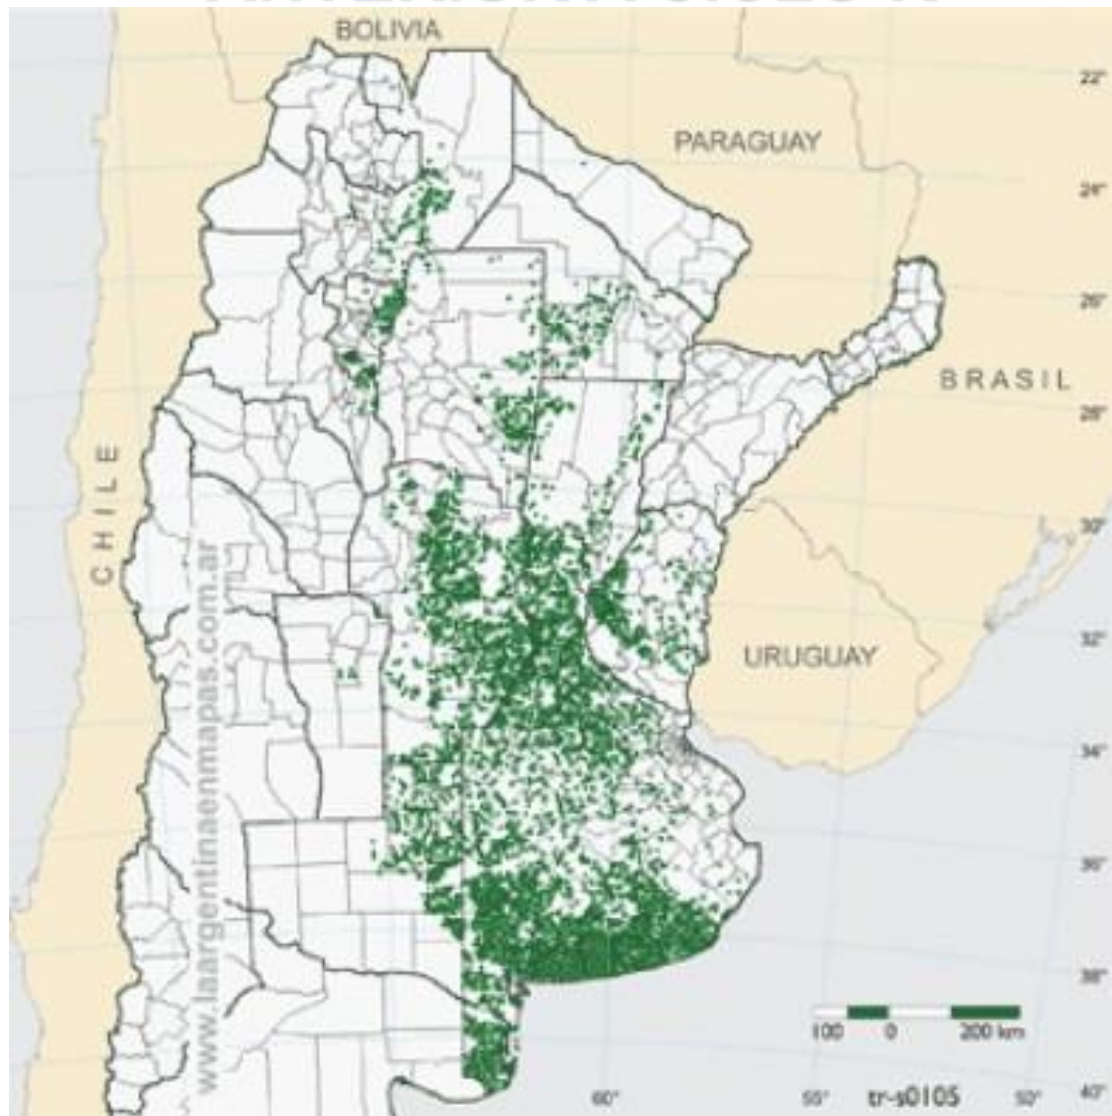 BOLIVIA
22°
PARAGUAY
24°
26°
BRASIL
28°
CHILE
30°
www.laargentinaenmapas.com.ar
32°
URUGUAY
34°
36°
38°
100 0 200 km
40°
60° 55° tr-s0105 50°